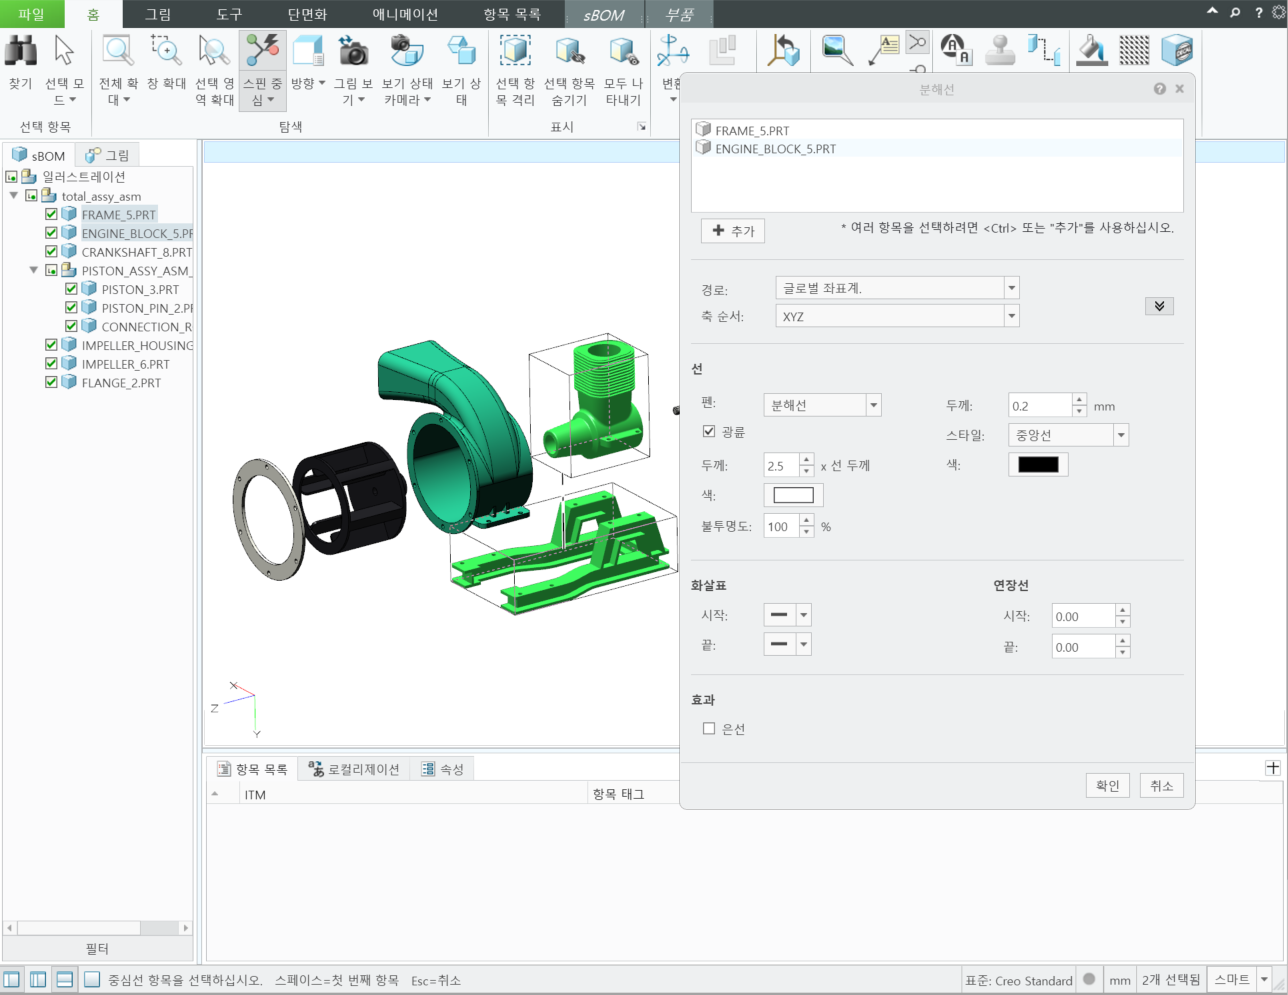 파일 홈 그림 도구 단면화 애니메이션 항목 목록 sBOM 부품
찾기
선택 모드
전체 확대
창 확대
선택 영역 확대
스핀 중심
방향
그림 보기
보기 상태 카메라
보기 상태
선택 항목 격리
선택 항목 숨기기
모두 나타내기
선택 항목 탐색 표시
sBOM 그림
일러스트레이션
total_assy_asm
FRAME_5.PRT
ENGINE_BLOCK_5.PR
CRANKSHAFT_8.PRT
PISTON_ASSY_ASM_
PISTON_3.PRT
PISTON_PIN_2.PR
CONNECTION_R
IMPELLER_HOUSING
IMPELLER_6.PRT
FLANGE_2.PRT
필터
X
Z
Y
분해선
FRAME_5.PRT
ENGINE_BLOCK_5.PRT
추가
* 여러 항목을 선택하려면 <Ctrl> 또는 "추가"를 사용하십시오.
경로: 글로벌 좌표계.
축 순서: XYZ
선
펜: 분해선
두께: 0.2 mm
광륜
스타일: 중앙선
두께: 2.5 x 선 두께
색:
색:
불투명도: 100 %
화살표 연장선
시작: 시작: 0.00
끝: 끝: 0.00
효과
은선
확인 취소
항목 목록 로컬리제이션 속성
ITM 항목 태그
중심선 항목을 선택하십시오. 스페이스=첫 번째 항목 Esc=취소
표준: Creo Standard mm 2개 선택됨 스마트